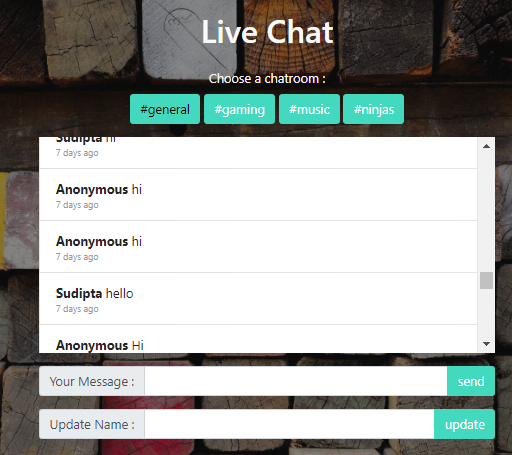 Live Chat
Choose a chatroom :
#general #gaming #music #ninjas
Sudipta hi
7 days ago
Anonymous hi
7 days ago
Anonymous hi
7 days ago
Sudipta hello
7 days ago
Anonymous Hi
Your Message : send
Update Name : update